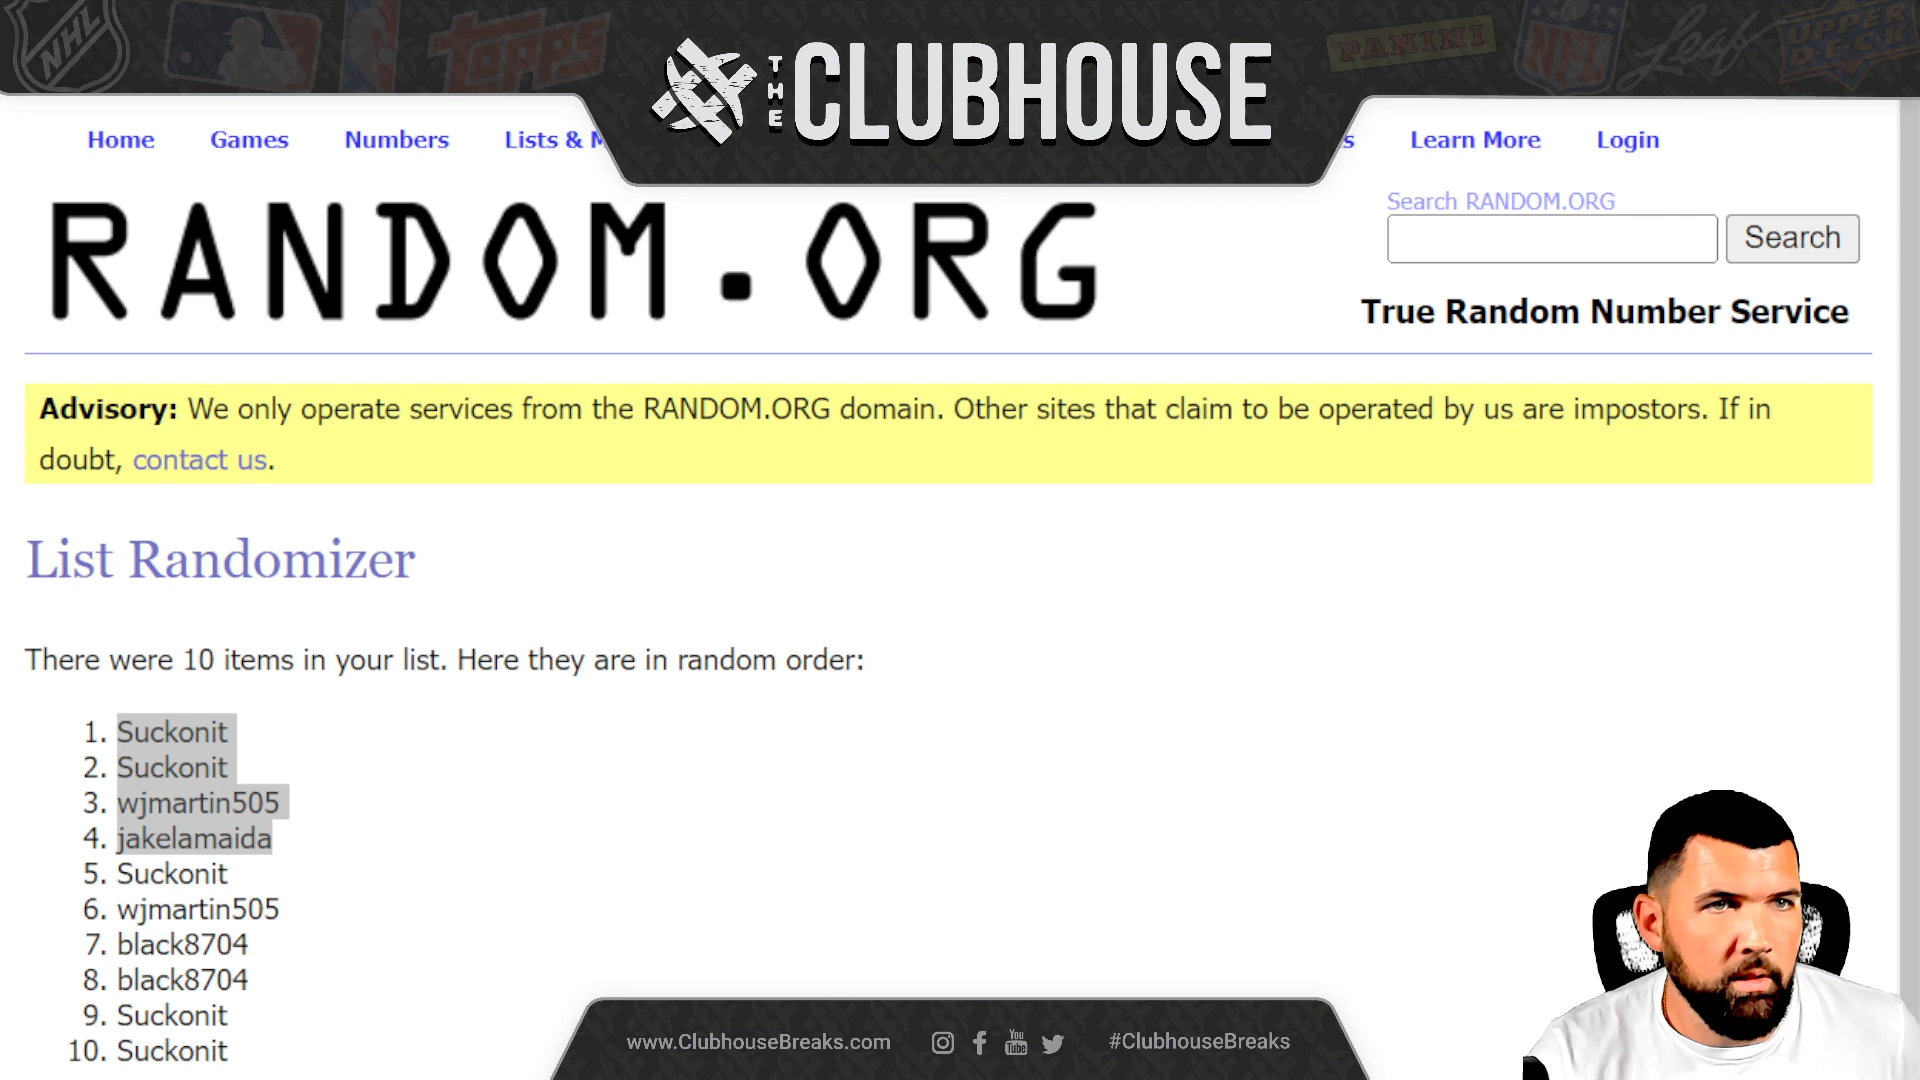 NHL
TOPPS
THE CLUBHOUSE
PANINI
NFL
Leaf
UPPER DECK
Home Games Numbers Lists & Learn More Login
RANDOM.ORG
Search RANDOM.ORG
Search
True Random Number Service
Advisory: We only operate services from the RANDOM.ORG domain. Other sites that claim to be operated by us are impostors. If in
doubt, contact us.
List Randomizer
There were 10 items in your list. Here they are in random order:
1. Suckonit
2. Suckonit
3. wjmartin505
4. jakelamaida
5. Suckonit
6. wjmartin505
7. black8704
8. black8704
9. Suckonit
10. Suckonit
www.ClubhouseBreaks.com You Tube #ClubhouseBreaks